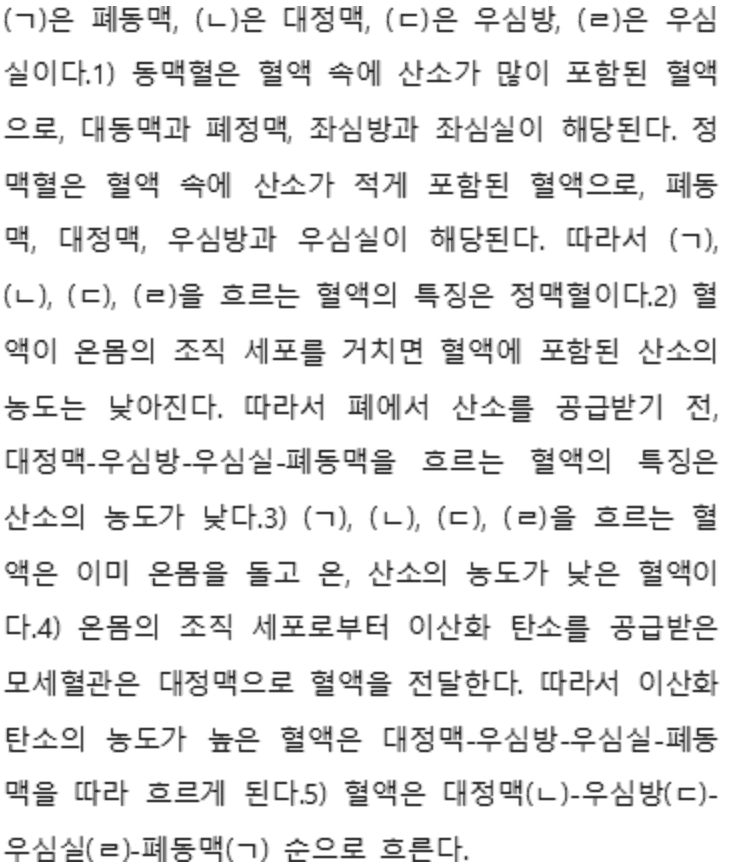 (ㄱ)은 폐동맥, (ㄴ)은 대정맥, (ㄷ)은 우심방, (ㄹ)은 우심
실이다.1) 동맥혈은 혈액 속에 산소가 많이 포함된 혈액
으로, 대동맥과 폐정맥, 좌심방과 좌심실이 해당된다. 정
맥혈은 혈액 속에 산소가 적게 포함된 혈액으로, 폐동
맥, 대정맥, 우심방과 우심실이 해당된다. 따라서 (ㄱ),
(ㄴ), (ㄷ), (ㄹ)을 흐르는 혈액의 특징은 정맥혈이다.2) 혈
액이 온몸의 조직 세포를 거치면 혈액에 포함된 산소의
농도는 낮아진다. 따라서 폐에서 산소를 공급받기 전,
대정맥-우심방-우심실-폐동맥을 흐르는 혈액의 특징은
산소의 농도가 낮다.3) (ㄱ), (ㄴ), (ㄷ), (ㄹ)을 흐르는 혈
액은 이미 온몸을 돌고 온, 산소의 농도가 낮은 혈액이
다.4) 온몸의 조직 세포로부터 이산화 탄소를 공급받은
모세혈관은 대정맥으로 혈액을 전달한다. 따라서 이산화
탄소의 농도가 높은 혈액은 대정맥-우심방-우심실-폐동
맥을 따라 흐르게 된다.5) 혈액은 대정맥(ㄴ)-우심방(ㄷ)-
우심실(ㄹ)-폐동맥(ㄱ) 순으로 흐른다.